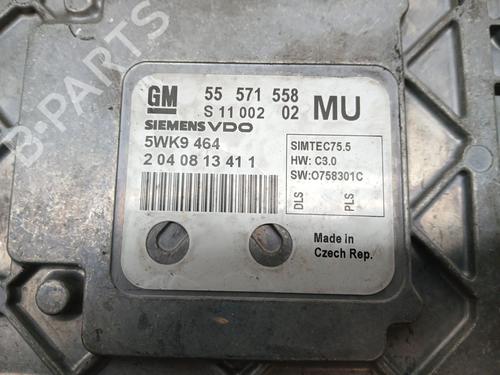 B-PARTS
GM 55 571 558 MU
S 11 002 02
SIEMENS VDO
5WK9 464
2 04 08 13 41 1
SIMTEC75.5
HW: C3.0
SW:O758301C
DLS
PLS
Made in
Czech Rep.